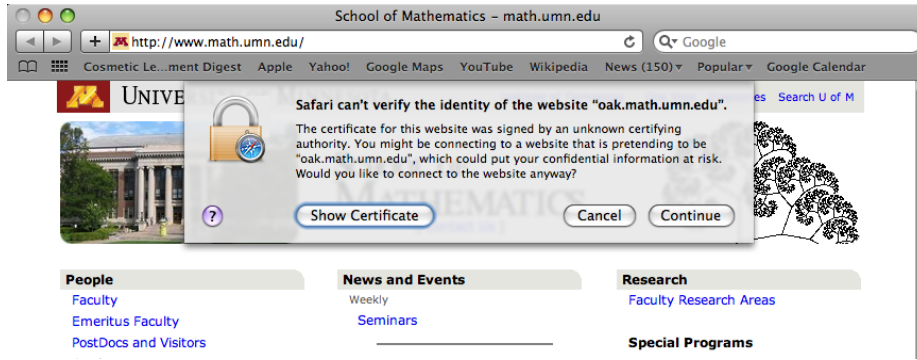 School of Mathematics – math.umn.edu
http://www.math.umn.edu/
Google
Cosmetic Le...ment Digest Apple Yahoo! Google Maps YouTube Wikipedia News (150) Popular Google Calendar
M UNIVE
es Search U of M
Safari can't verify the identity of the website “oak.math.umn.edu”.
The certificate for this website was signed by an unknown certifying
authority. You might be connecting to a website that is pretending to be
“oak.math.umn.edu”, which could put your confidential information at risk.
Would you like to connect to the website anyway?
MATHEMATICS
? Show Certificate Cancel Continue
People
Faculty
Emeritus Faculty
PostDocs and Visitors
News and Events
Weekly
Seminars
Research
Faculty Research Areas
Special Programs